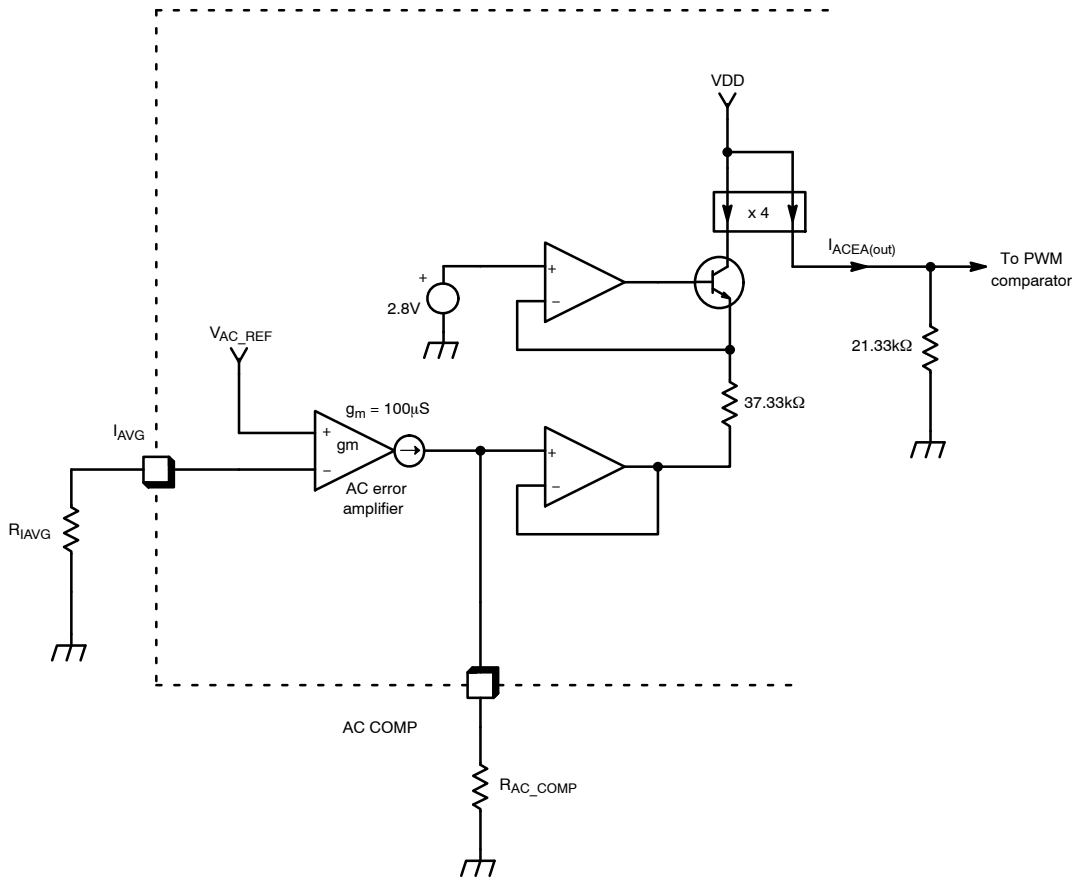 VDD
x 4
I_ACEA(out)
To PWM
comparator
+
+
−
2.8V
21.33kΩ
V_AC_REF
37.33kΩ
g_m = 100µS
I_AVG
+
gm
−
+
−
AC error
amplifier
R_IAVG
AC COMP
R_AC_COMP